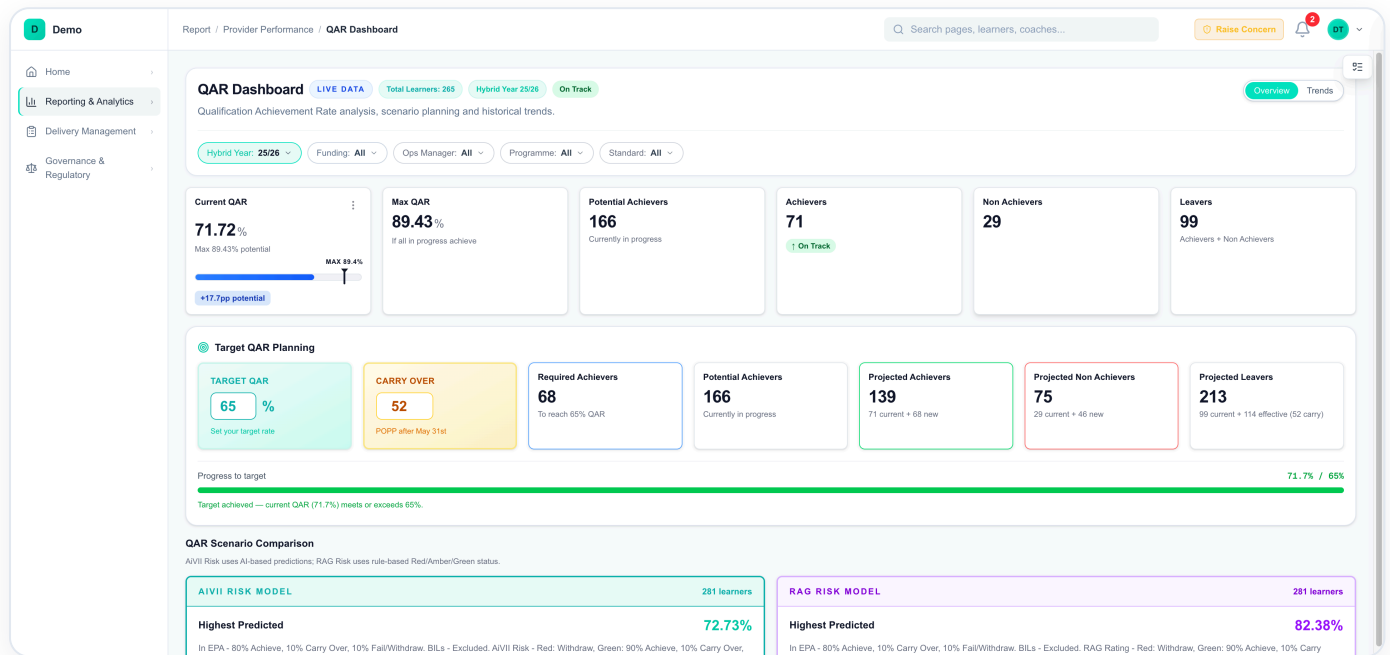 D Demo
Report / Provider Performance / QAR Dashboard
Search pages, learners, coaches...
Raise Concern
2
DT
Home
Reporting & Analytics
Delivery Management
Governance &
Regulatory
QAR Dashboard LIVE DATA Total Learners: 265 Hybrid Year 25/26 On Track
Overview Trends
Qualification Achievement Rate analysis, scenario planning and historical trends.
Hybrid Year: 25/26 Funding: All Ops Manager: All Programme: All Standard: All
Current QAR
71.72%
Max 89.43% potential
MAX 89.4%
+17.7pp potential
Max QAR
89.43%
If all in progress achieve
Potential Achievers
166
Currently in progress
Achievers
71
↑ On Track
Non Achievers
29
Leavers
99
Achievers + Non Achievers
Target QAR Planning
TARGET QAR
65 %
Set your target rate
CARRY OVER
52
POPP after May 31st
Required Achievers
68
To reach 65% QAR
Potential Achievers
166
Currently in progress
Projected Achievers
139
71 current + 68 new
Projected Non Achievers
75
29 current + 46 new
Projected Leavers
213
99 current + 114 effective (52 carry)
Progress to target 71.7% / 65%
Target achieved — current QAR (71.7%) meets or exceeds 65%.
QAR Scenario Comparison
AiVII Risk uses AI-based predictions; RAG Risk uses rule-based Red/Amber/Green status.
AIVII RISK MODEL 281 learners
Highest Predicted 72.73%
In EPA - 80% Achieve, 10% Carry Over, 10% Fail/Withdraw. BILs - Excluded. AiVII Risk - Red: Withdraw, Green: 90% Achieve, 10% Carry Over,
RAG RISK MODEL 281 learners
Highest Predicted 82.38%
In EPA - 80% Achieve, 10% Carry Over, 10% Fail/Withdraw. BILs - Excluded. RAG Rating - Red: Withdraw, Green: 90% Achieve, 10% Carry